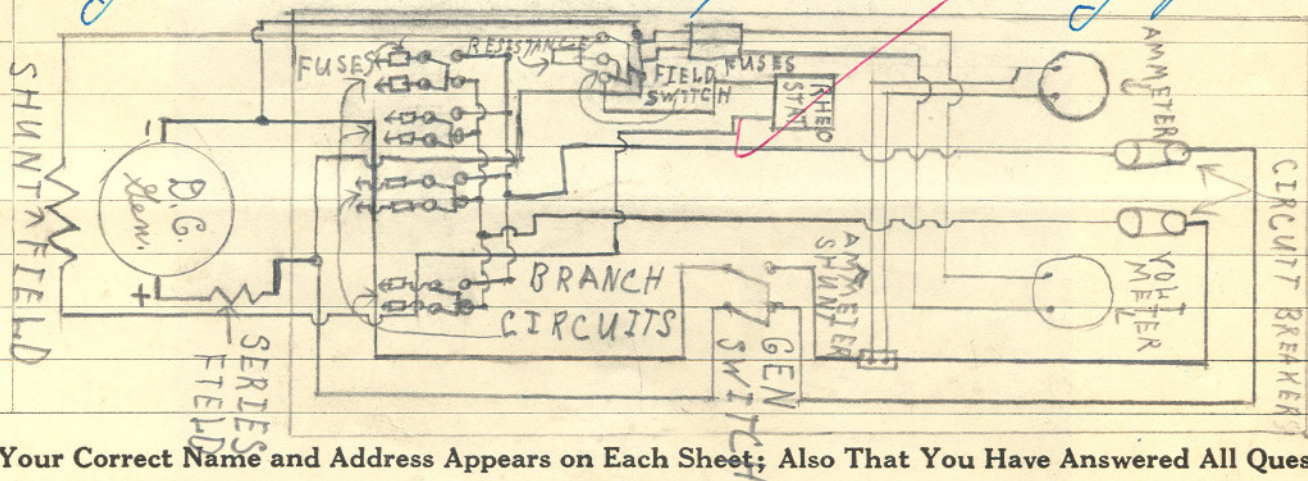 AMMETER
FUSES
RESISTANCE
FIELD
SWITCH
FUSES
RHEO
STAT
SHUNT FIELD
D.C.
Gen.
-
+
CIRCUIT BREAKERS
AMMETER
SHUNT
VOLT
METER
BRANCH
CIRCUITS
GEN
SWITCH
SERIES
FIELD
Your Correct Name and Address Appears on Each Sheet; Also That You Have Answered All Ques